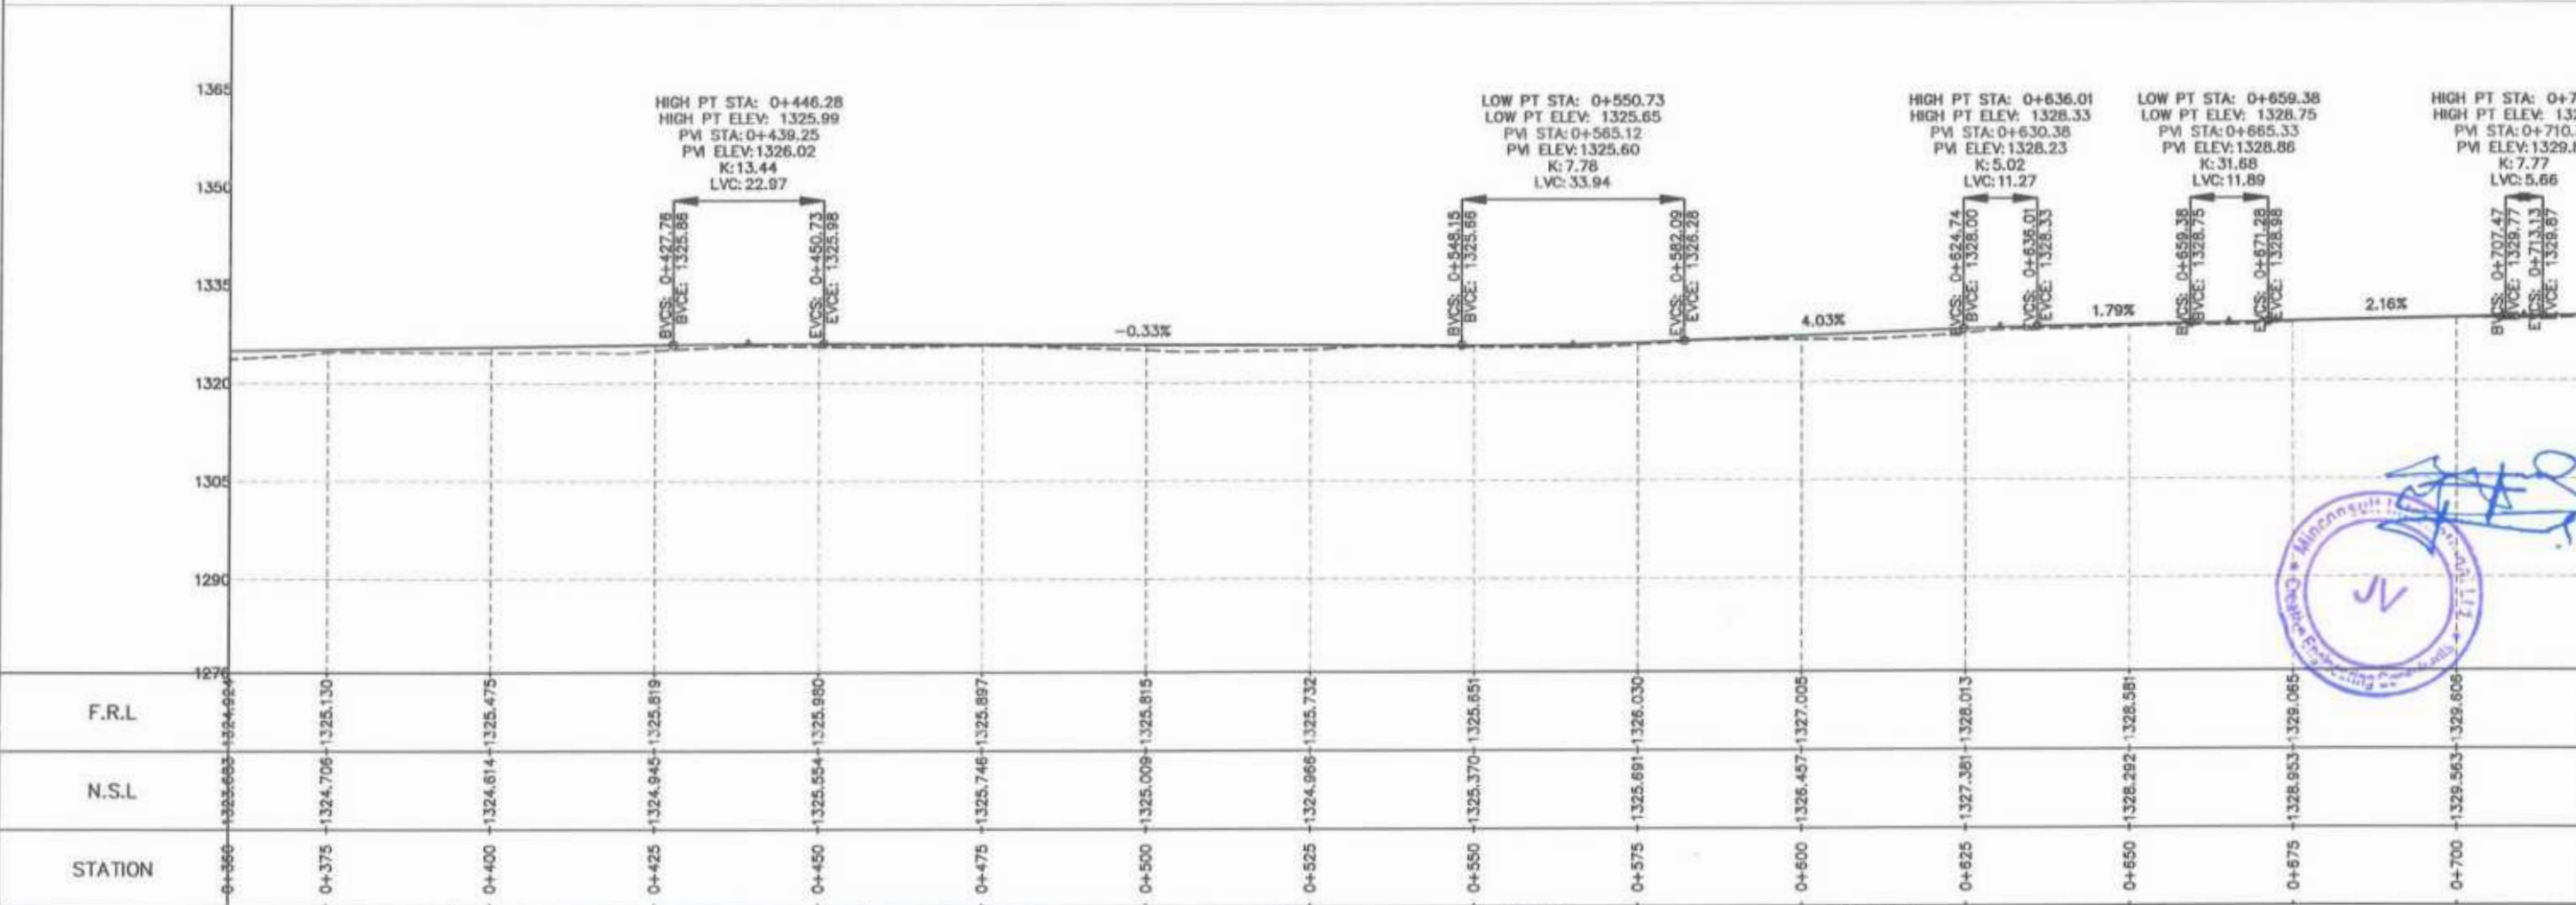 1365
1350
1335
1320
1305
1290
1276
HIGH PT STA: 0+446.28
HIGH PT ELEV: 1325.99
PVI STA: 0+439.25
PVI ELEV: 1326.02
K: 13.44
LVC: 22.97
BVCS: 0+427.76
BVCE: 1325.86
EVCS: 0+450.73
EVCE: 1325.98
-0.33%
LOW PT STA: 0+550.73
LOW PT ELEV: 1325.65
PVI STA: 0+565.12
PVI ELEV: 1325.60
K: 7.78
LVC: 33.94
BVCS: 0+548.15
BVCE: 1325.66
EVCS: 0+582.09
EVCE: 1326.28
4.03%
HIGH PT STA: 0+636.01
HIGH PT ELEV: 1328.33
PVI STA: 0+630.38
PVI ELEV: 1328.23
K: 5.02
LVC: 11.27
BVCS: 0+624.74
BVCE: 1328.00
EVCS: 0+636.01
EVCE: 1328.33
1.79%
LOW PT STA: 0+659.38
LOW PT ELEV: 1328.75
PVI STA: 0+665.33
PVI ELEV: 1328.86
K: 31.68
LVC: 11.89
BVCS: 0+659.38
BVCE: 1328.75
EVCS: 0+671.28
EVCE: 1328.98
2.16%
HIGH PT STA: 0+7
HIGH PT ELEV: 132
PVI STA: 0+710.
PVI ELEV: 1329.8
K: 7.77
LVC: 5.66
BVCS: 0+707.47
BVCE: 1329.77
EVCS: 0+713.13
EVCE: 1329.87
Minconsult
Creative Engineering
JV
F.R.L 1324.924 1325.130 1325.475 1325.819 1325.980 1325.897 1325.815 1325.732 1325.651 1326.030 1327.005 1328.013 1328.581 1329.065 1329.606
N.S.L 1323.683 1324.706 1324.614 1324.945 1325.554 1325.746 1325.009 1324.966 1325.370 1325.691 1326.457 1327.381 1328.292 1328.953 1329.563
STATION 0+360 0+375 0+400 0+425 0+450 0+475 0+500 0+525 0+550 0+575 0+600 0+625 0+650 0+675 0+700